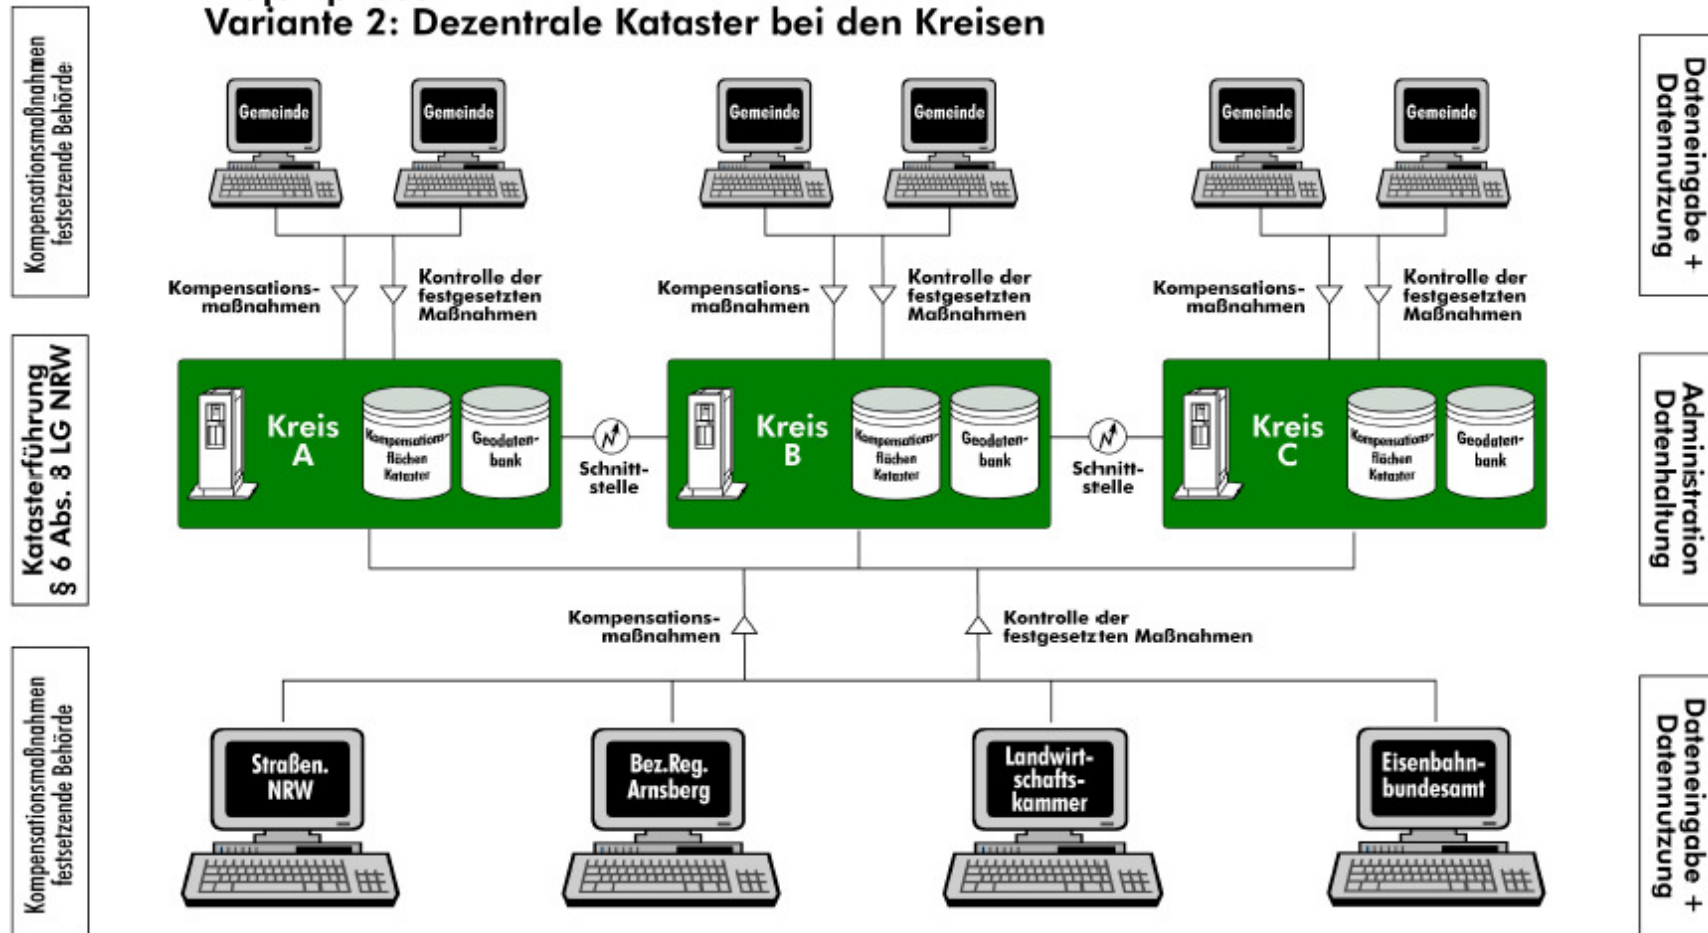 Variante 2: Dezentrale Kataster bei den Kreisen
Kompensationsmaßnahmen
festsetzende Behörde
Gemeinde
Gemeinde
Gemeinde
Gemeinde
Gemeinde
Gemeinde
Dateneingabe +
Datennutzung
Kompensations-
maßnahmen
Kontrolle der
festgesetzten
Maßnahmen
Kompensations-
maßnahmen
Kontrolle der
festgesetzten
Maßnahmen
Kompensations-
maßnahmen
Kontrolle der
festgesetzten
Maßnahmen
Katasterführung
§ 6 Abs. 8 LG NRW
Kreis
A
Kompensations-
flächen
Kataster
Geodaten-
bank
Schnitt-
stelle
Kreis
B
Kompensations-
flächen
Kataster
Geodaten-
bank
Schnitt-
stelle
Kreis
C
Kompensations-
flächen
Kataster
Geodaten-
bank
Administration
Datenhaltung
Kompensations-
maßnahmen
Kontrolle der
festgesetzten Maßnahmen
Kompensationsmaßnahmen
festsetzende Behörde
Straßen.
NRW
Bez.Reg.
Arnsberg
Landwirt-
schafts-
kammer
Eisenbahn-
bundesamt
Dateneingabe +
Datennutzung